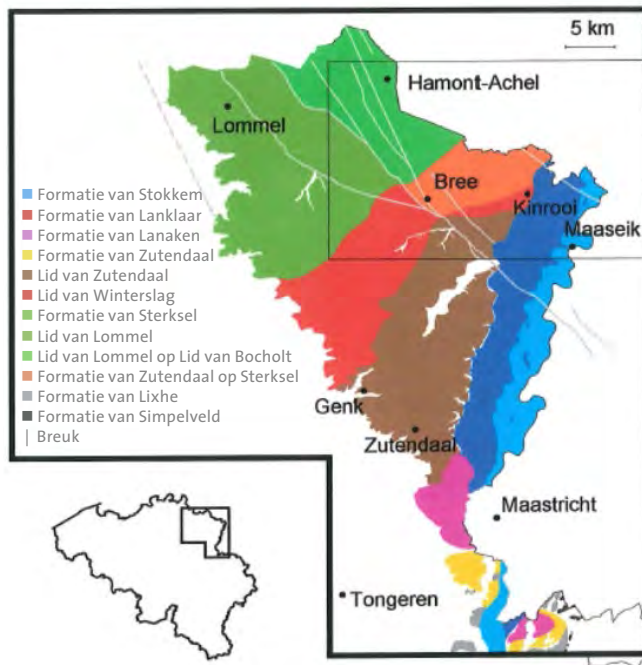 5 km
Hamont-Achel
Lommel
Bree
Kinrooi
Maaseik
Formatie van Stokkem
Formatie van Lanklaar
Formatie van Lanaken
Formatie van Zutendaal
Lid van Zutendaal
Lid van Winterslag
Formatie van Sterksel
Lid van Lommel
Lid van Lommel op Lid van Bocholt
Formatie van Zutendaal op Sterksel
Formatie van Lixhe
Formatie van Simpelveld
| Breuk
Genk
Zutendaal
Maastricht
Tongeren